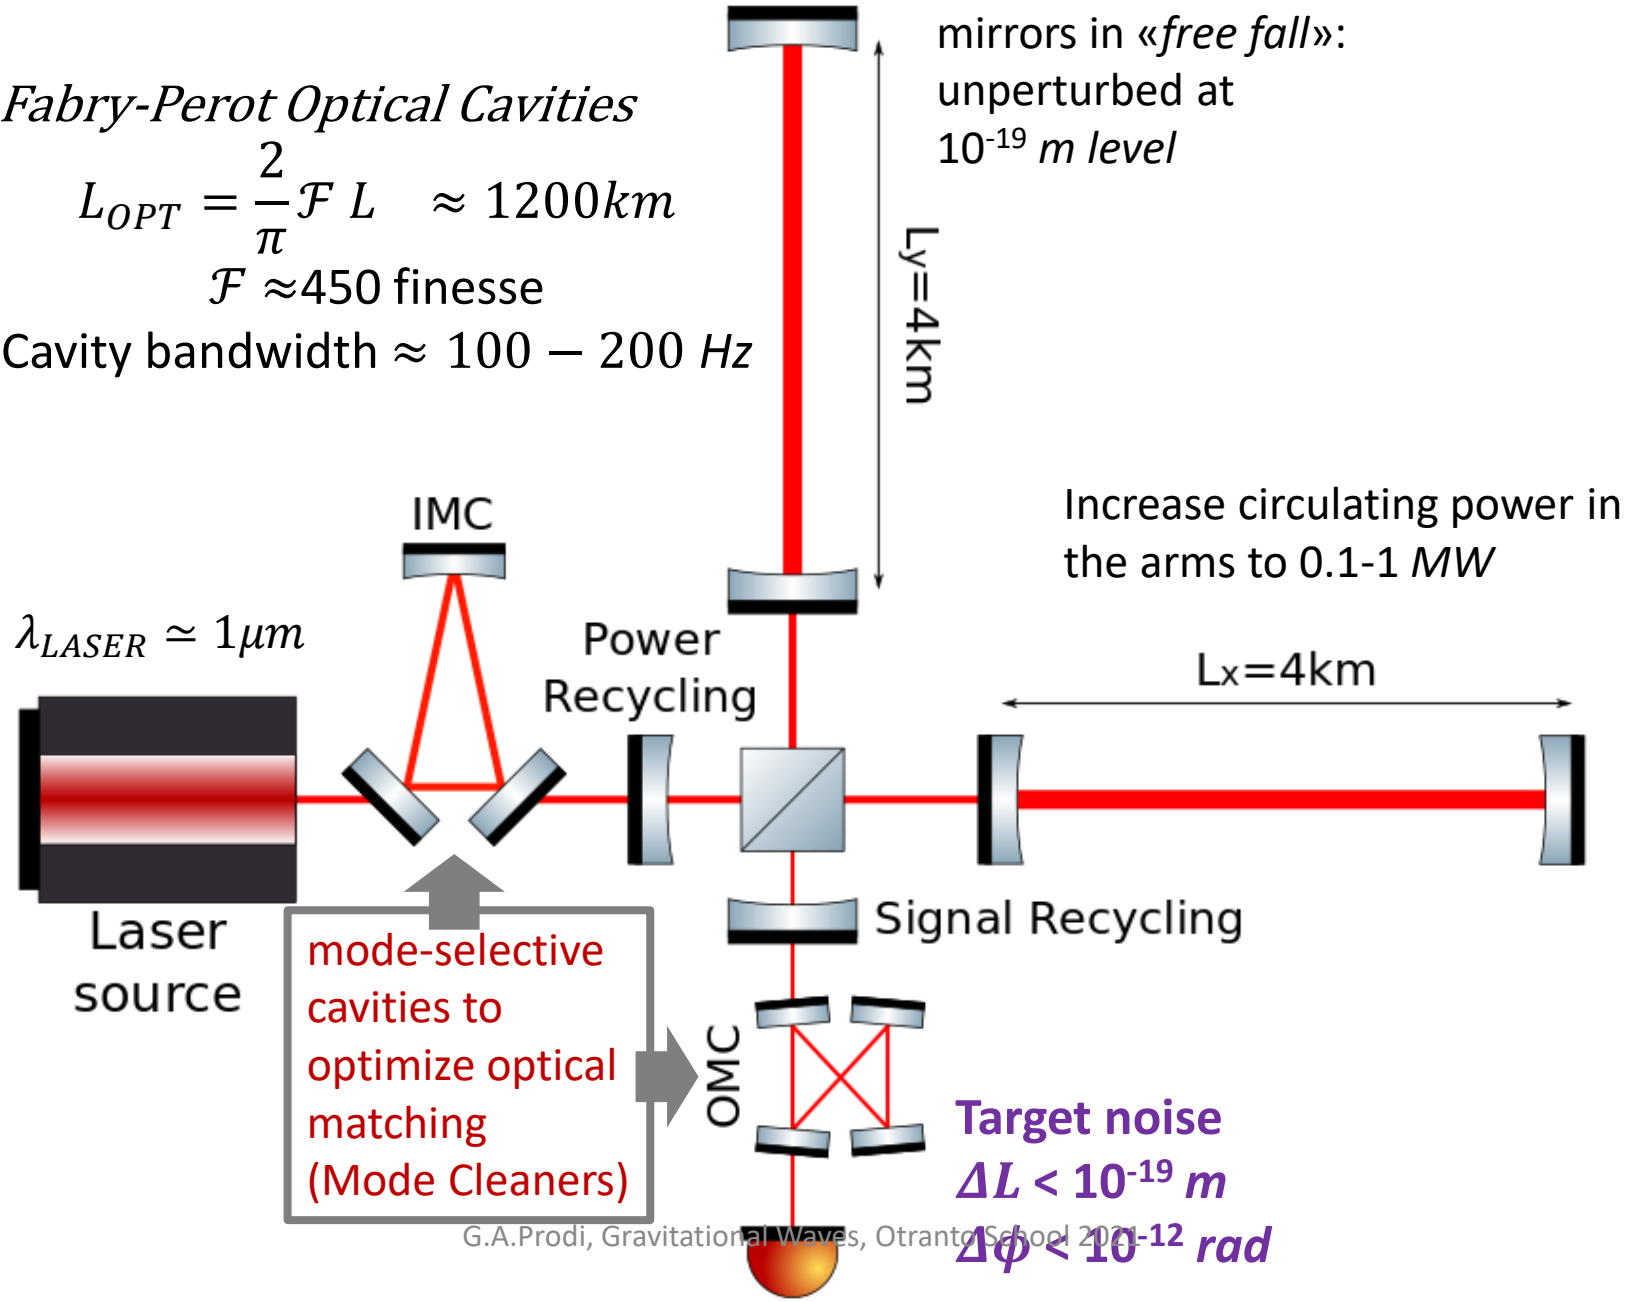 mirrors in «free fall»:
unperturbed at
10⁻¹⁹ m level
Fabry-Perot Optical Cavities
L_OPT = 2/π ℱ L ≈ 1200km
ℱ ≈450 finesse
Cavity bandwidth ≈ 100 − 200 Hz
Ly=4km
Increase circulating power in
the arms to 0.1-1 MW
IMC
λ_LASER ≃ 1μm
Power
Recycling
Lx=4km
Laser
source
Signal Recycling
mode-selective
cavities to
optimize optical
matching
(Mode Cleaners)
OMC
Target noise
ΔL < 10⁻¹⁹ m
Δϕ < 10⁻¹² rad
G.A.Prodi, Gravitational Waves, Otranto School 2021